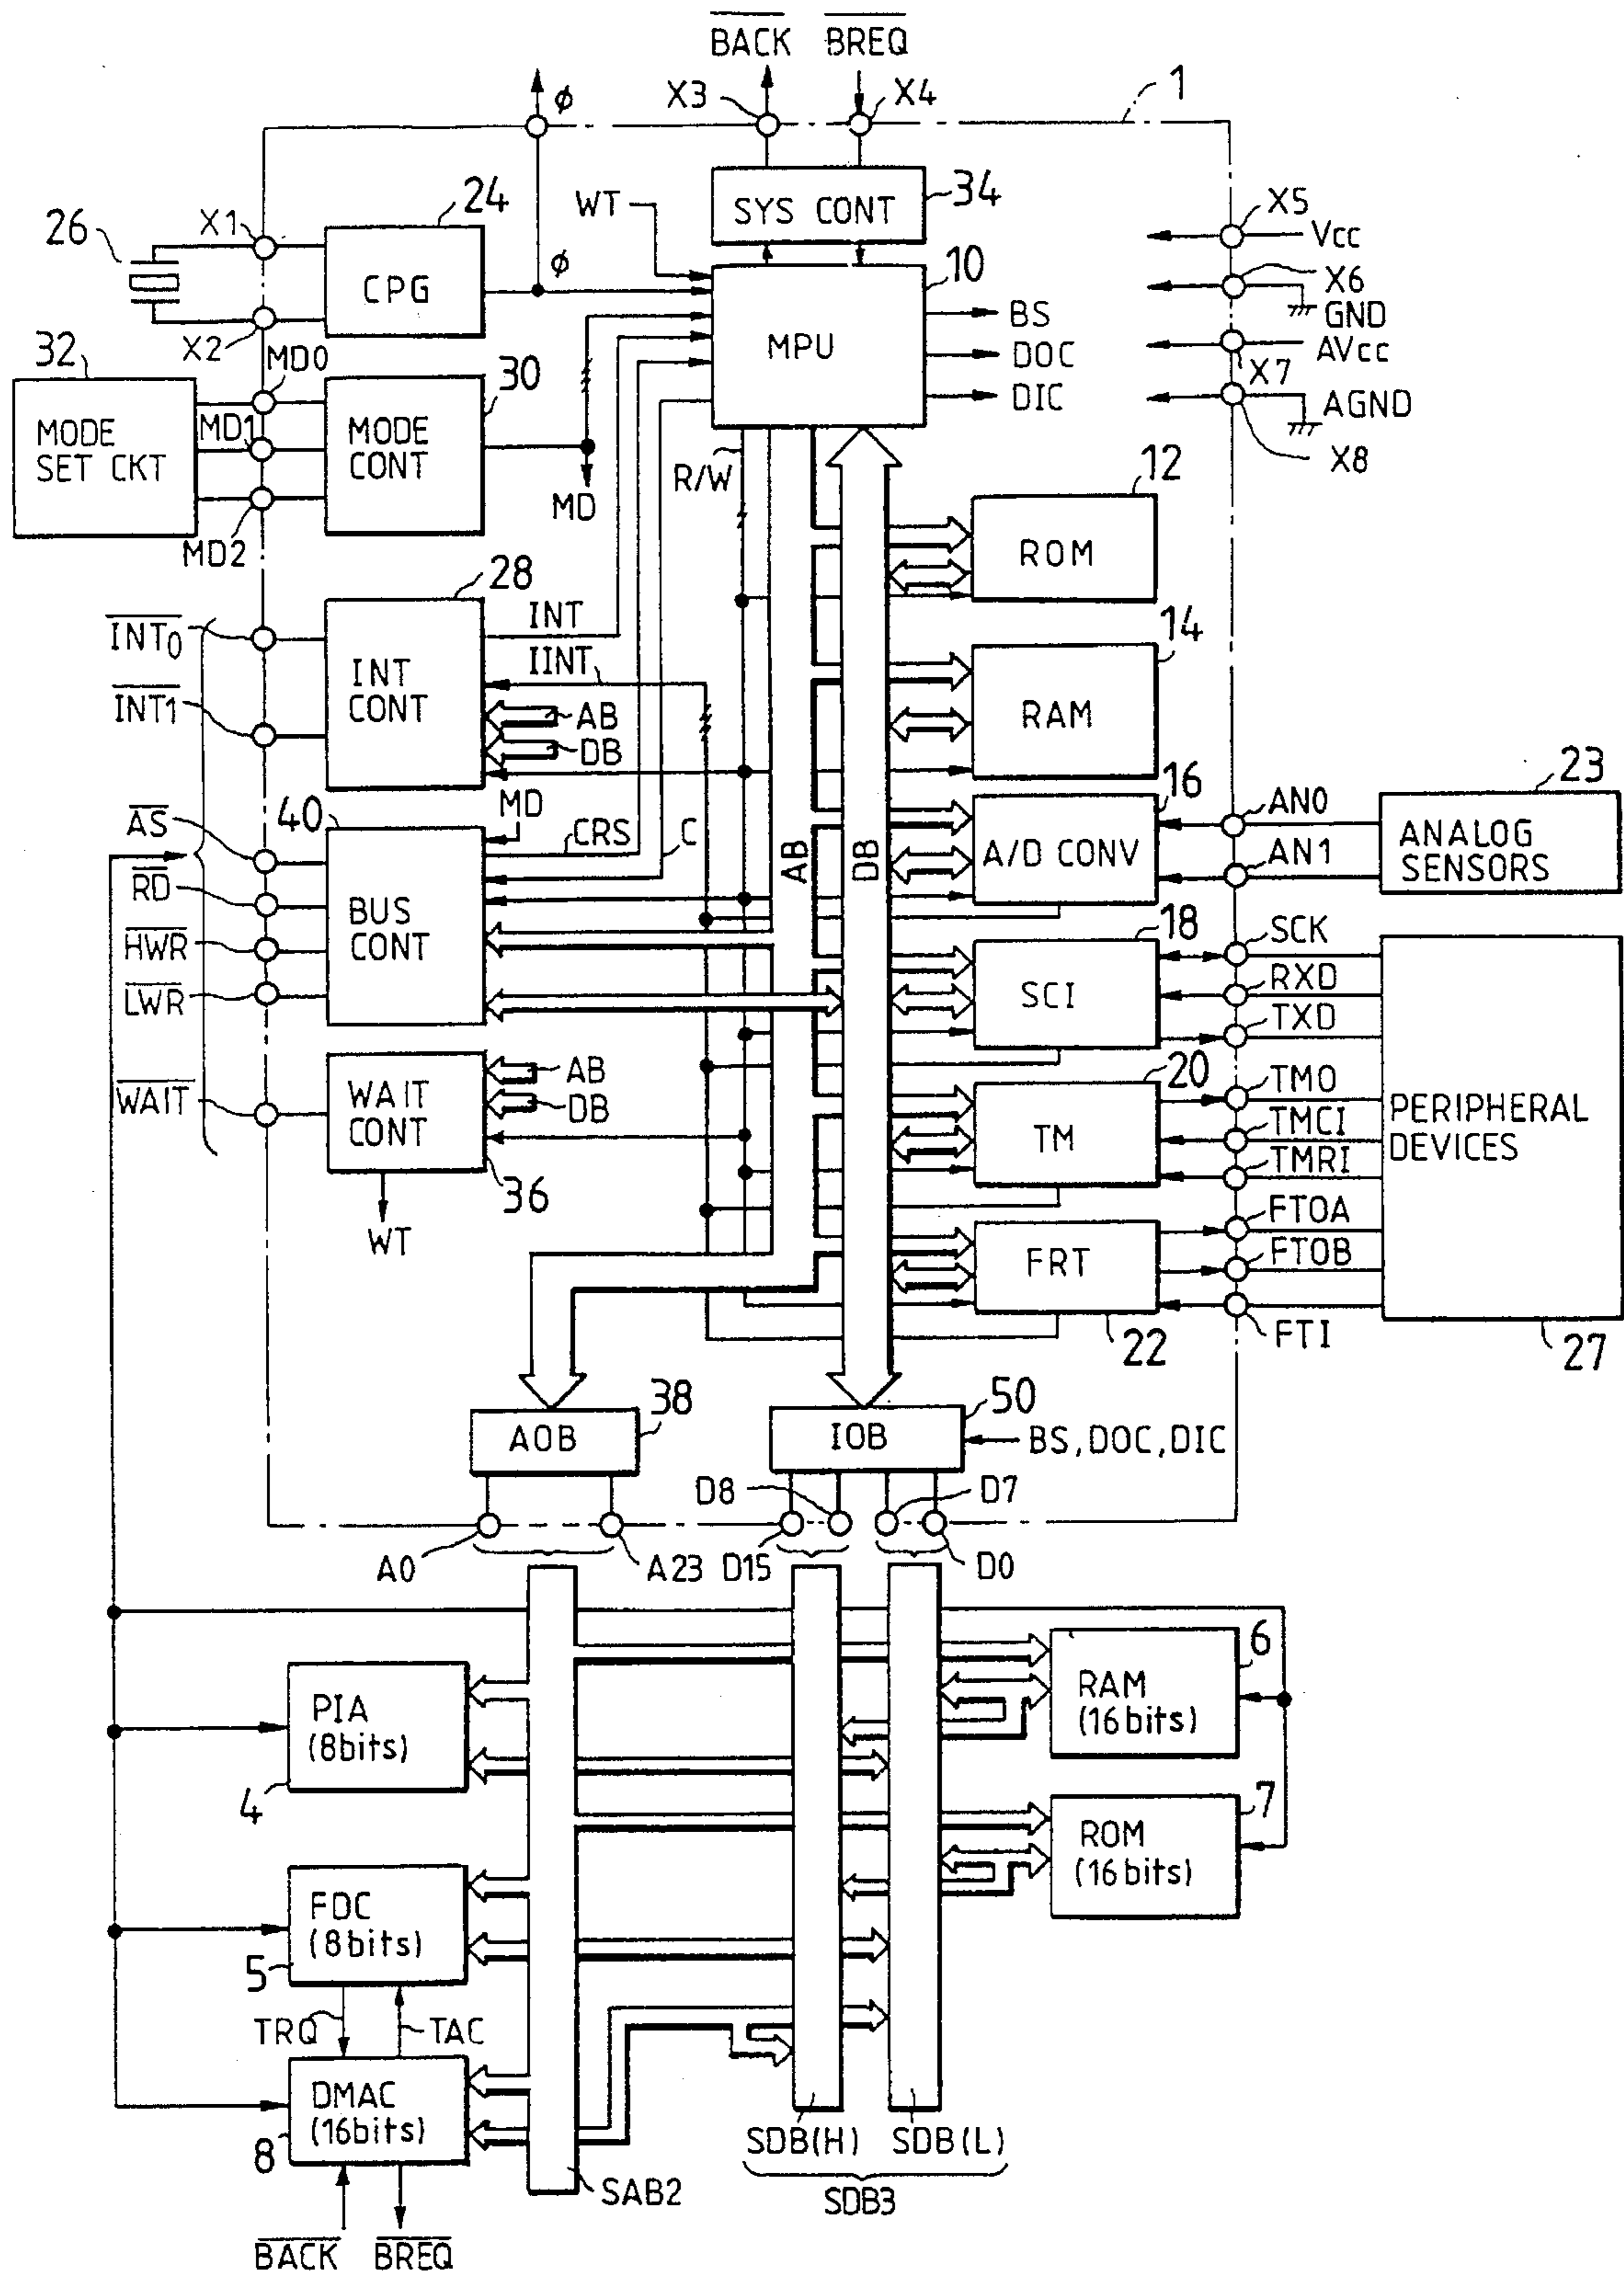 BACK BREQ
X3 X4 1
ϕ
24 WT SYS CONT 34
26 X1 X5
Vcc
CPG ϕ 10
X6
GND
MPU BS
DOC
DIC
X2
AVcc
X7
AGND
X8
32 MD0 30
MODE
SET CKT
MD1
MODE
CONT
MD2
MD
R/W
12
ROM
28
INT0
INT
INT
CONT
IINT
AB
DB
INT1
14
RAM
AS
40
MD
CRS
C
RD
BUS
CONT
HWR
LWR
AB
DB
16
A/D CONV
AN0
AN1
23
ANALOG
SENSORS
18
SCI
SCK
RXD
TXD
WAIT
WAIT
CONT
AB
DB
36
WT
20
TM
TMO
TMCI
TMRI
PERIPHERAL
DEVICES
FRT
22
FTOA
FTOB
FTI
27
AOB
38
IOB
50
BS,DOC,DIC
D8 D7
A0 A23 D15 D0
RAM
(16bits)
6
PIA
(8bits)
4
ROM
(16bits)
7
FDC
(8bits)
5
TRQ TAC
DMAC
(16bits)
8
SDB(H) SDB(L)
SAB2
SDB3
BACK BREQ